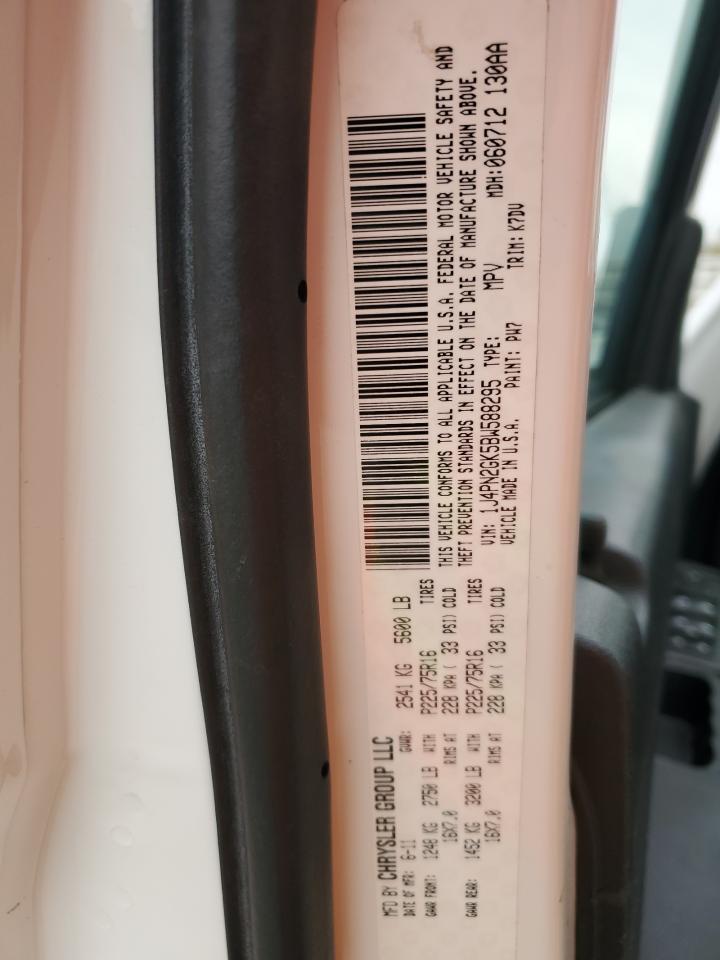 MFD BY CHRYSLER GROUP LLC
DATE OF MFR: 6-11 GVWR: 2541 KG 5600 LB
GAWR FRONT: 1248 KG 2750 LB WITH P225/75R16 TIRES
16X7.0 RIMS AT 228 KPA ( 33 PSI) COLD
GAWR REAR: 1452 KG 3200 LB WITH P225/75R16 TIRES
16X7.0 RIMS AT 228 KPA ( 33 PSI) COLD
THIS VEHICLE CONFORMS TO ALL APPLICABLE U.S.A. FEDERAL MOTOR VEHICLE SAFETY AND
THEFT PREVENTION STANDARDS IN EFFECT ON THE DATE OF MANUFACTURE SHOWN ABOVE.
VIN: 1J4PN2GK5BW588295 TYPE: MPV MDH:060712 130AA
VEHICLE MADE IN U.S.A. PAINT: PW7 TRIM: K7DV